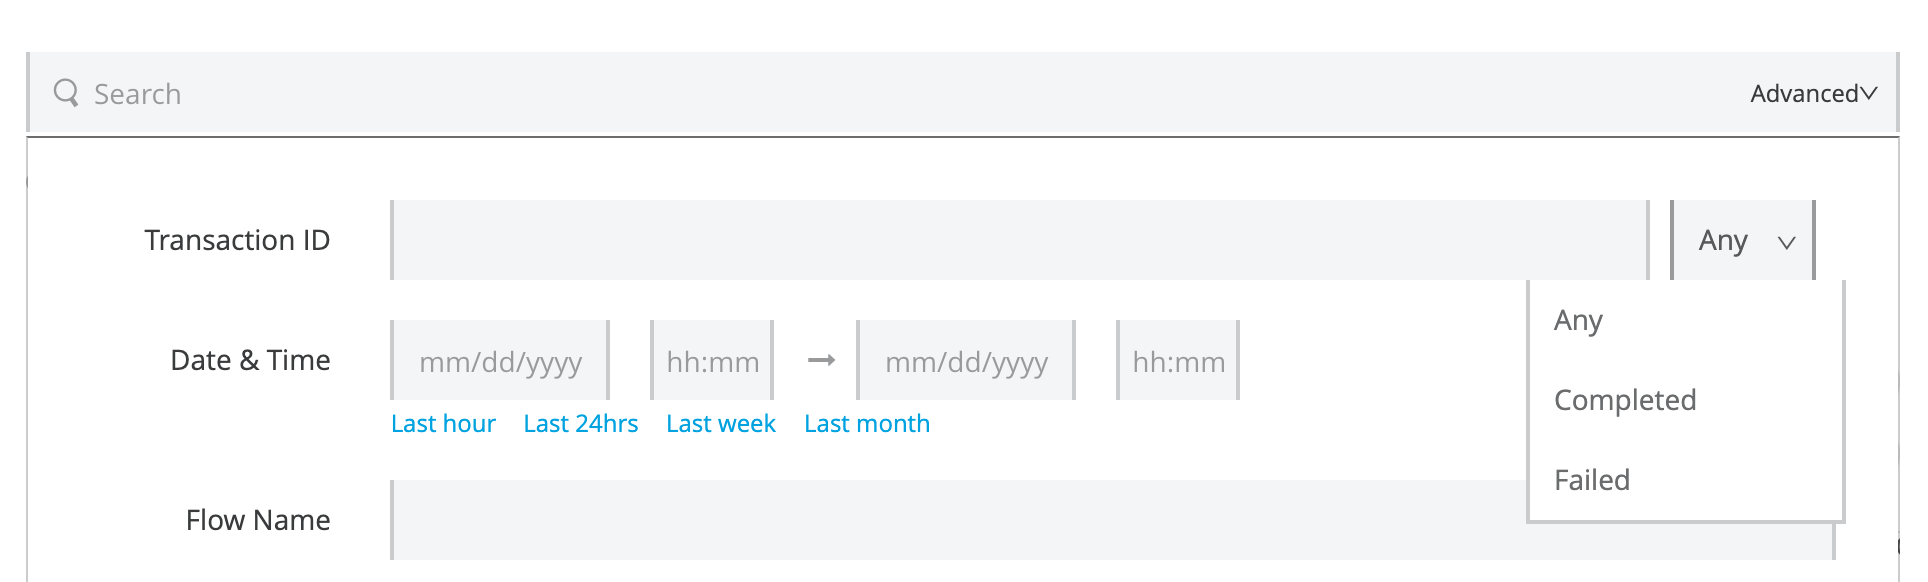 Search Advanced
Transaction ID Any
Any
Date & Time mm/dd/yyyy hh:mm → mm/dd/yyyy hh:mm
Completed
Last hour Last 24hrs Last week Last month
Failed
Flow Name